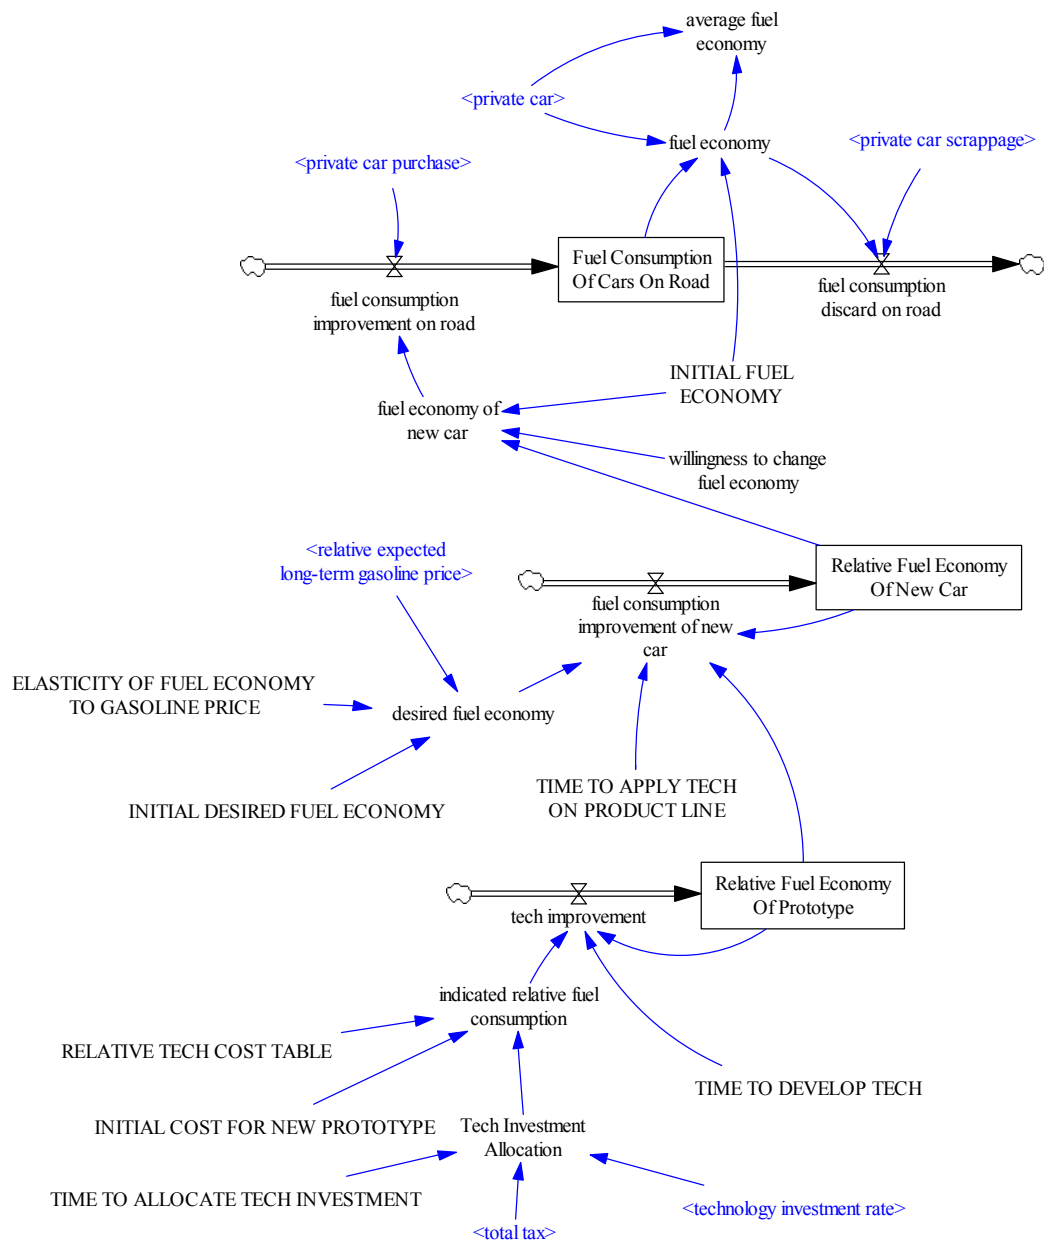 average fuel
economy
<private car>
fuel economy
<private car scrappage>
<private car purchase>
Fuel Consumption
Of Cars On Road
fuel consumption
improvement on road
fuel consumption
discard on road
INITIAL FUEL
ECONOMY
fuel economy of
new car
willingness to change
fuel economy
<relative expected
long-term gasoline price>
Relative Fuel Economy
Of New Car
fuel consumption
improvement of new
car
ELASTICITY OF FUEL ECONOMY
TO GASOLINE PRICE
desired fuel economy
INITIAL DESIRED FUEL ECONOMY
TIME TO APPLY TECH
ON PRODUCT LINE
Relative Fuel Economy
Of Prototype
tech improvement
indicated relative fuel
consumption
RELATIVE TECH COST TABLE
TIME TO DEVELOP TECH
INITIAL COST FOR NEW PROTOTYPE
Tech Investment
Allocation
TIME TO ALLOCATE TECH INVESTMENT
<technology investment rate>
<total tax>